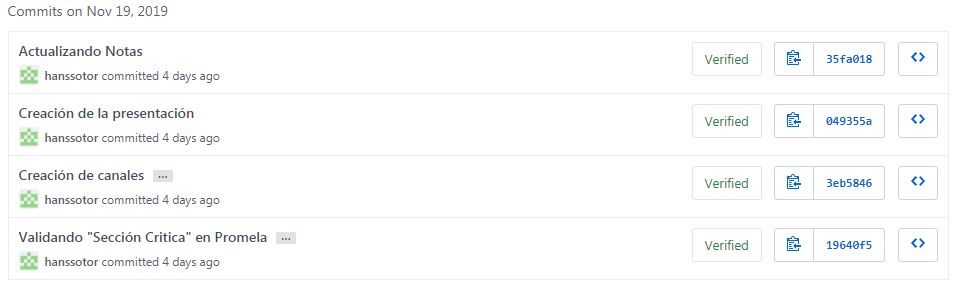 Commits on Nov 19, 2019
Actualizando Notas
hanssotor committed 4 days ago
Verified
35fa018
Creación de la presentación
hanssotor committed 4 days ago
Verified
049355a
Creación de canales ...
hanssotor committed 4 days ago
Verified
3eb5846
Validando "Sección Critica" en Promela ...
hanssotor committed 4 days ago
Verified
19640f5